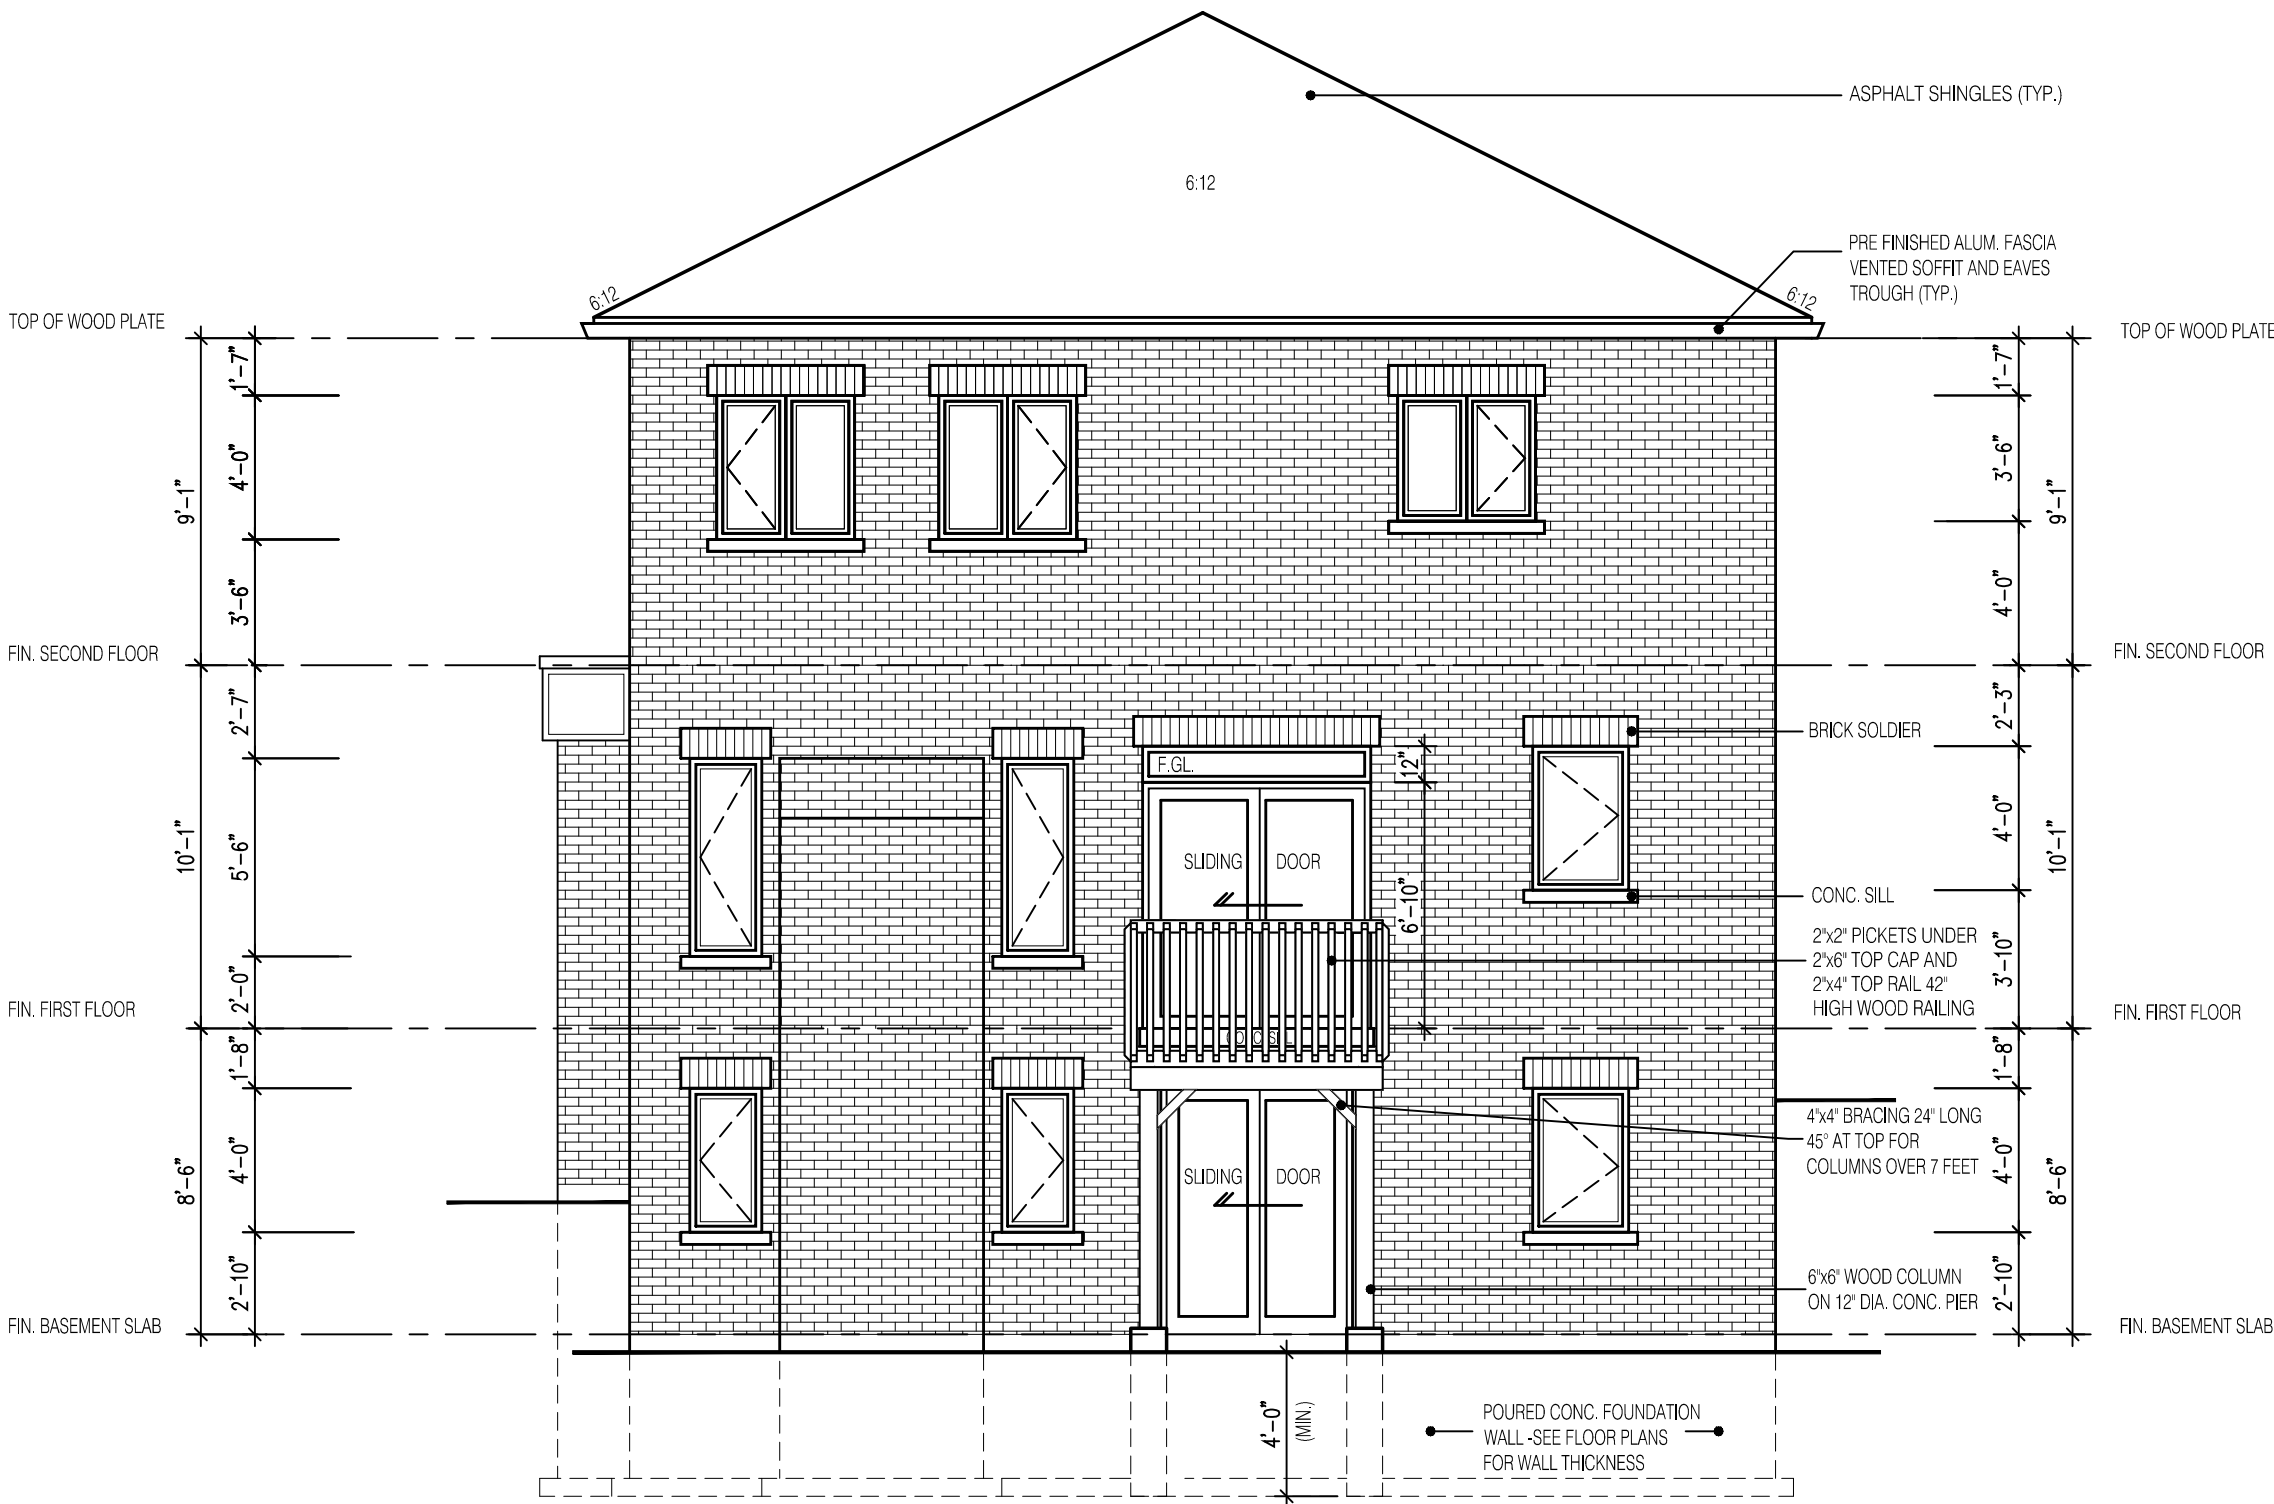 ASPHALT SHINGLES (TYP.)
6:12
PRE FINISHED ALUM. FASCIA
VENTED SOFFIT AND EAVES
TROUGH (TYP.)
6:12
6:12
TOP OF WOOD PLATE
TOP OF WOOD PLATE
1'-7"
4'-0"
9'-1"
3'-6"
1'-7"
3'-6"
9'-1"
4'-0"
FIN. SECOND FLOOR
FIN. SECOND FLOOR
2'-7"
10'-1"
5'-6"
2'-0"
F.GL.
12"
SLIDING DOOR
6'-10"
2'-3"
BRICK SOLDIER
4'-0"
10'-1"
CONC. SILL
2"x2" PICKETS UNDER
2"x6" TOP CAP AND
2"x4" TOP RAIL 42"
HIGH WOOD RAILING
3'-10"
FIN. FIRST FLOOR
FIN. FIRST FLOOR
1'-8"
4'-0"
8'-6"
2'-10"
SLIDING DOOR
1'-8"
4"x4" BRACING 24" LONG
45° AT TOP FOR
COLUMNS OVER 7 FEET
4'-0"
8'-6"
6"x6" WOOD COLUMN
ON 12" DIA. CONC. PIER
2'-10"
FIN. BASEMENT SLAB
FIN. BASEMENT SLAB
4'-0"
(MIN.)
POURED CONC. FOUNDATION
WALL -SEE FLOOR PLANS
FOR WALL THICKNESS